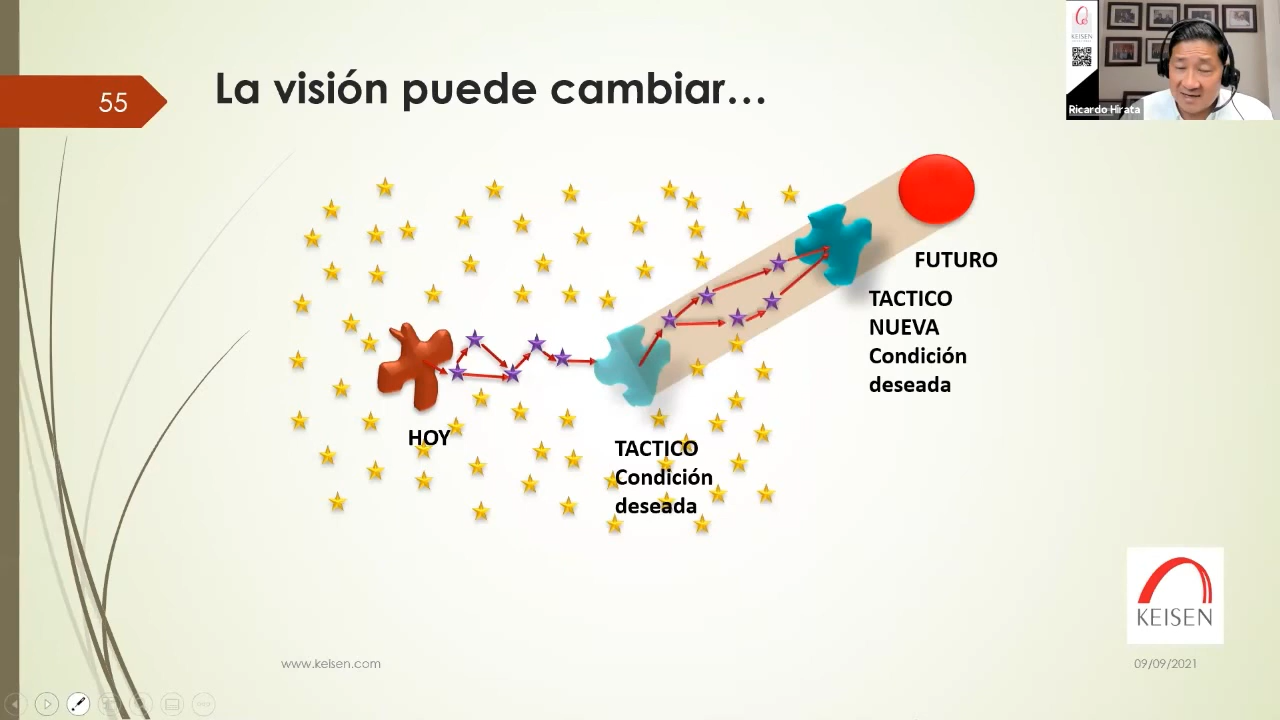 55
La visión puede cambiar...
KEISEN
Ricardo Hirata
FUTURO
TACTICO
NUEVA
Condición
deseada
HOY
TACTICO
Condición
deseada
KEISEN
www.keisen.com
09/09/2021